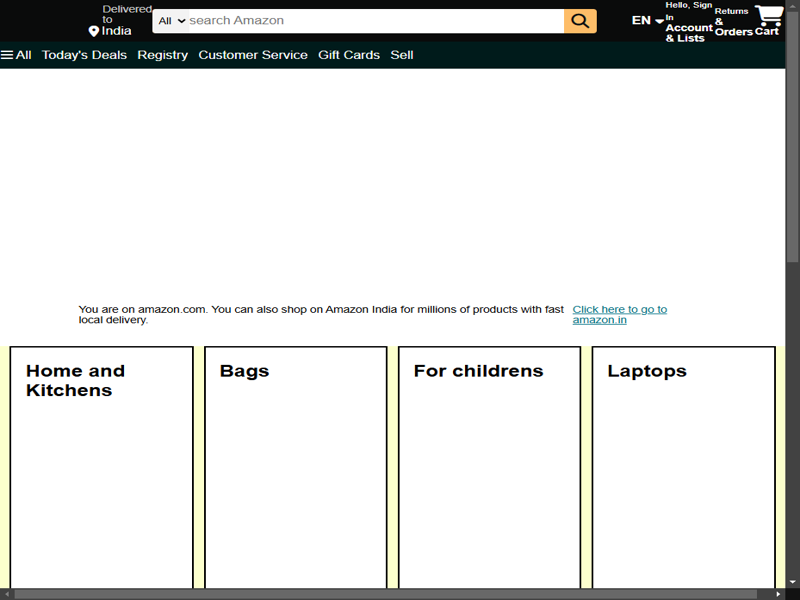 Delivered
to
India
All
search Amazon
EN
Hello, Sign
in
Account
& Lists
Returns
&
Orders
Cart
All Today's Deals Registry Customer Service Gift Cards Sell
You are on amazon.com. You can also shop on Amazon India for millions of products with fast
local delivery.
Click here to go to
amazon.in
Home and
Kitchens
Bags
For childrens
Laptops